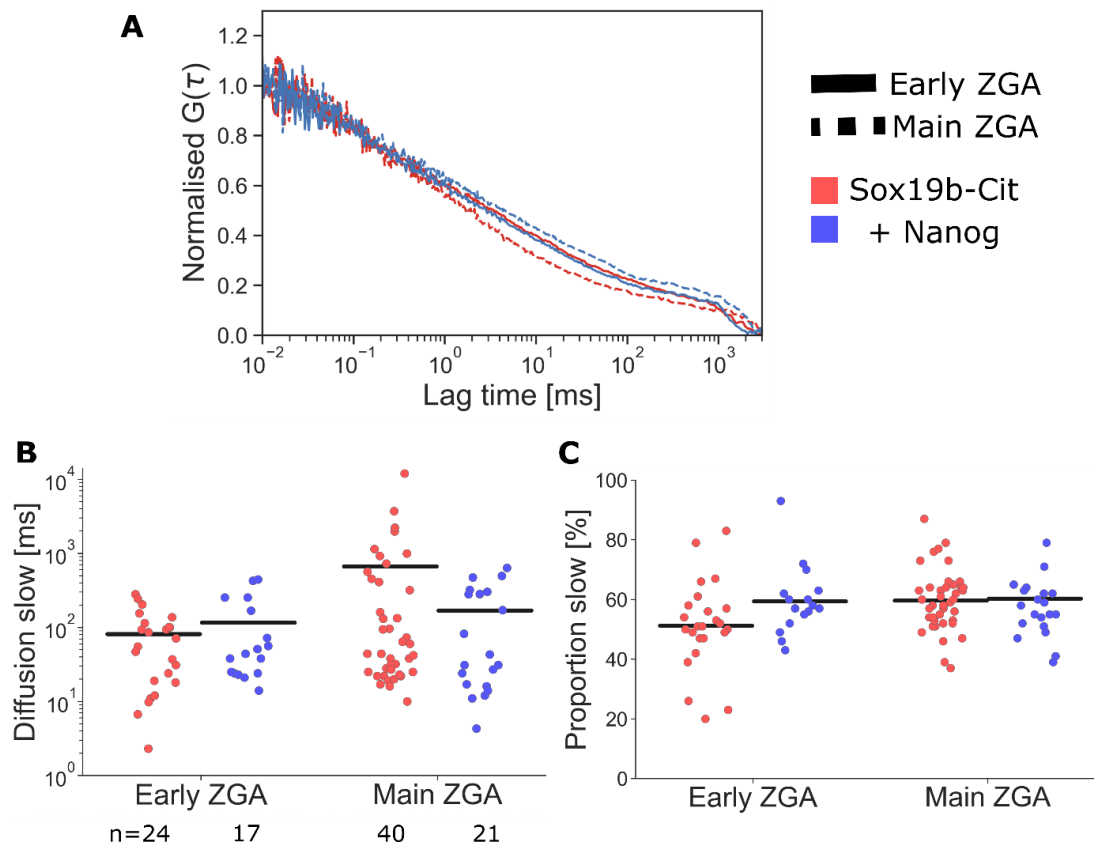 A
Normalised G(τ)
1.2
1.0
0.8
0.6
0.4
0.2
0.0
10⁻² 10⁻¹ 10⁰ 10¹ 10² 10³
Lag time [ms]
Early ZGA
Main ZGA
Sox19b-Cit
+ Nanog
B
Diffusion slow [ms]
10⁴
10³
10²
10¹
10⁰
Early ZGA Main ZGA
n=24 17 40 21
C
Proportion slow [%]
100
80
60
40
20
0
Early ZGA Main ZGA